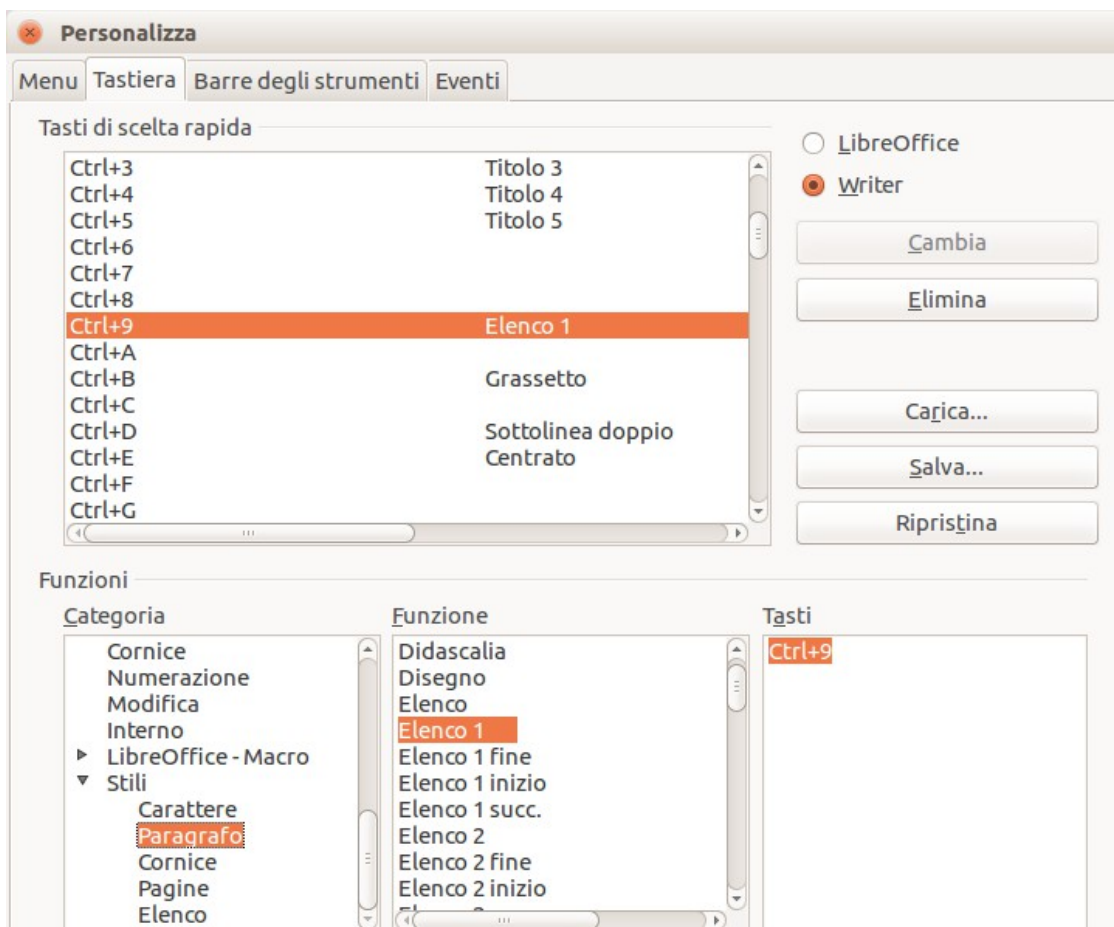 Personalizza
Menu Tastiera Barre degli strumenti Eventi
Tasti di scelta rapida
Ctrl+3 Titolo 3
Ctrl+4 Titolo 4
Ctrl+5 Titolo 5
Ctrl+6
Ctrl+7
Ctrl+8
Ctrl+9 Elenco 1
Ctrl+A
Ctrl+B Grassetto
Ctrl+C
Ctrl+D Sottolinea doppio
Ctrl+E Centrato
Ctrl+F
Ctrl+G
LibreOffice
Writer
Cambia
Elimina
Carica...
Salva...
Ripristina
Funzioni
Categoria
Cornice
Numerazione
Modifica
Interno
LibreOffice - Macro
Stili
Carattere
Paragrafo
Cornice
Pagine
Elenco
Funzione
Didascalia
Disegno
Elenco
Elenco 1
Elenco 1 fine
Elenco 1 inizio
Elenco 1 succ.
Elenco 2
Elenco 2 fine
Elenco 2 inizio
Tasti
Ctrl+9